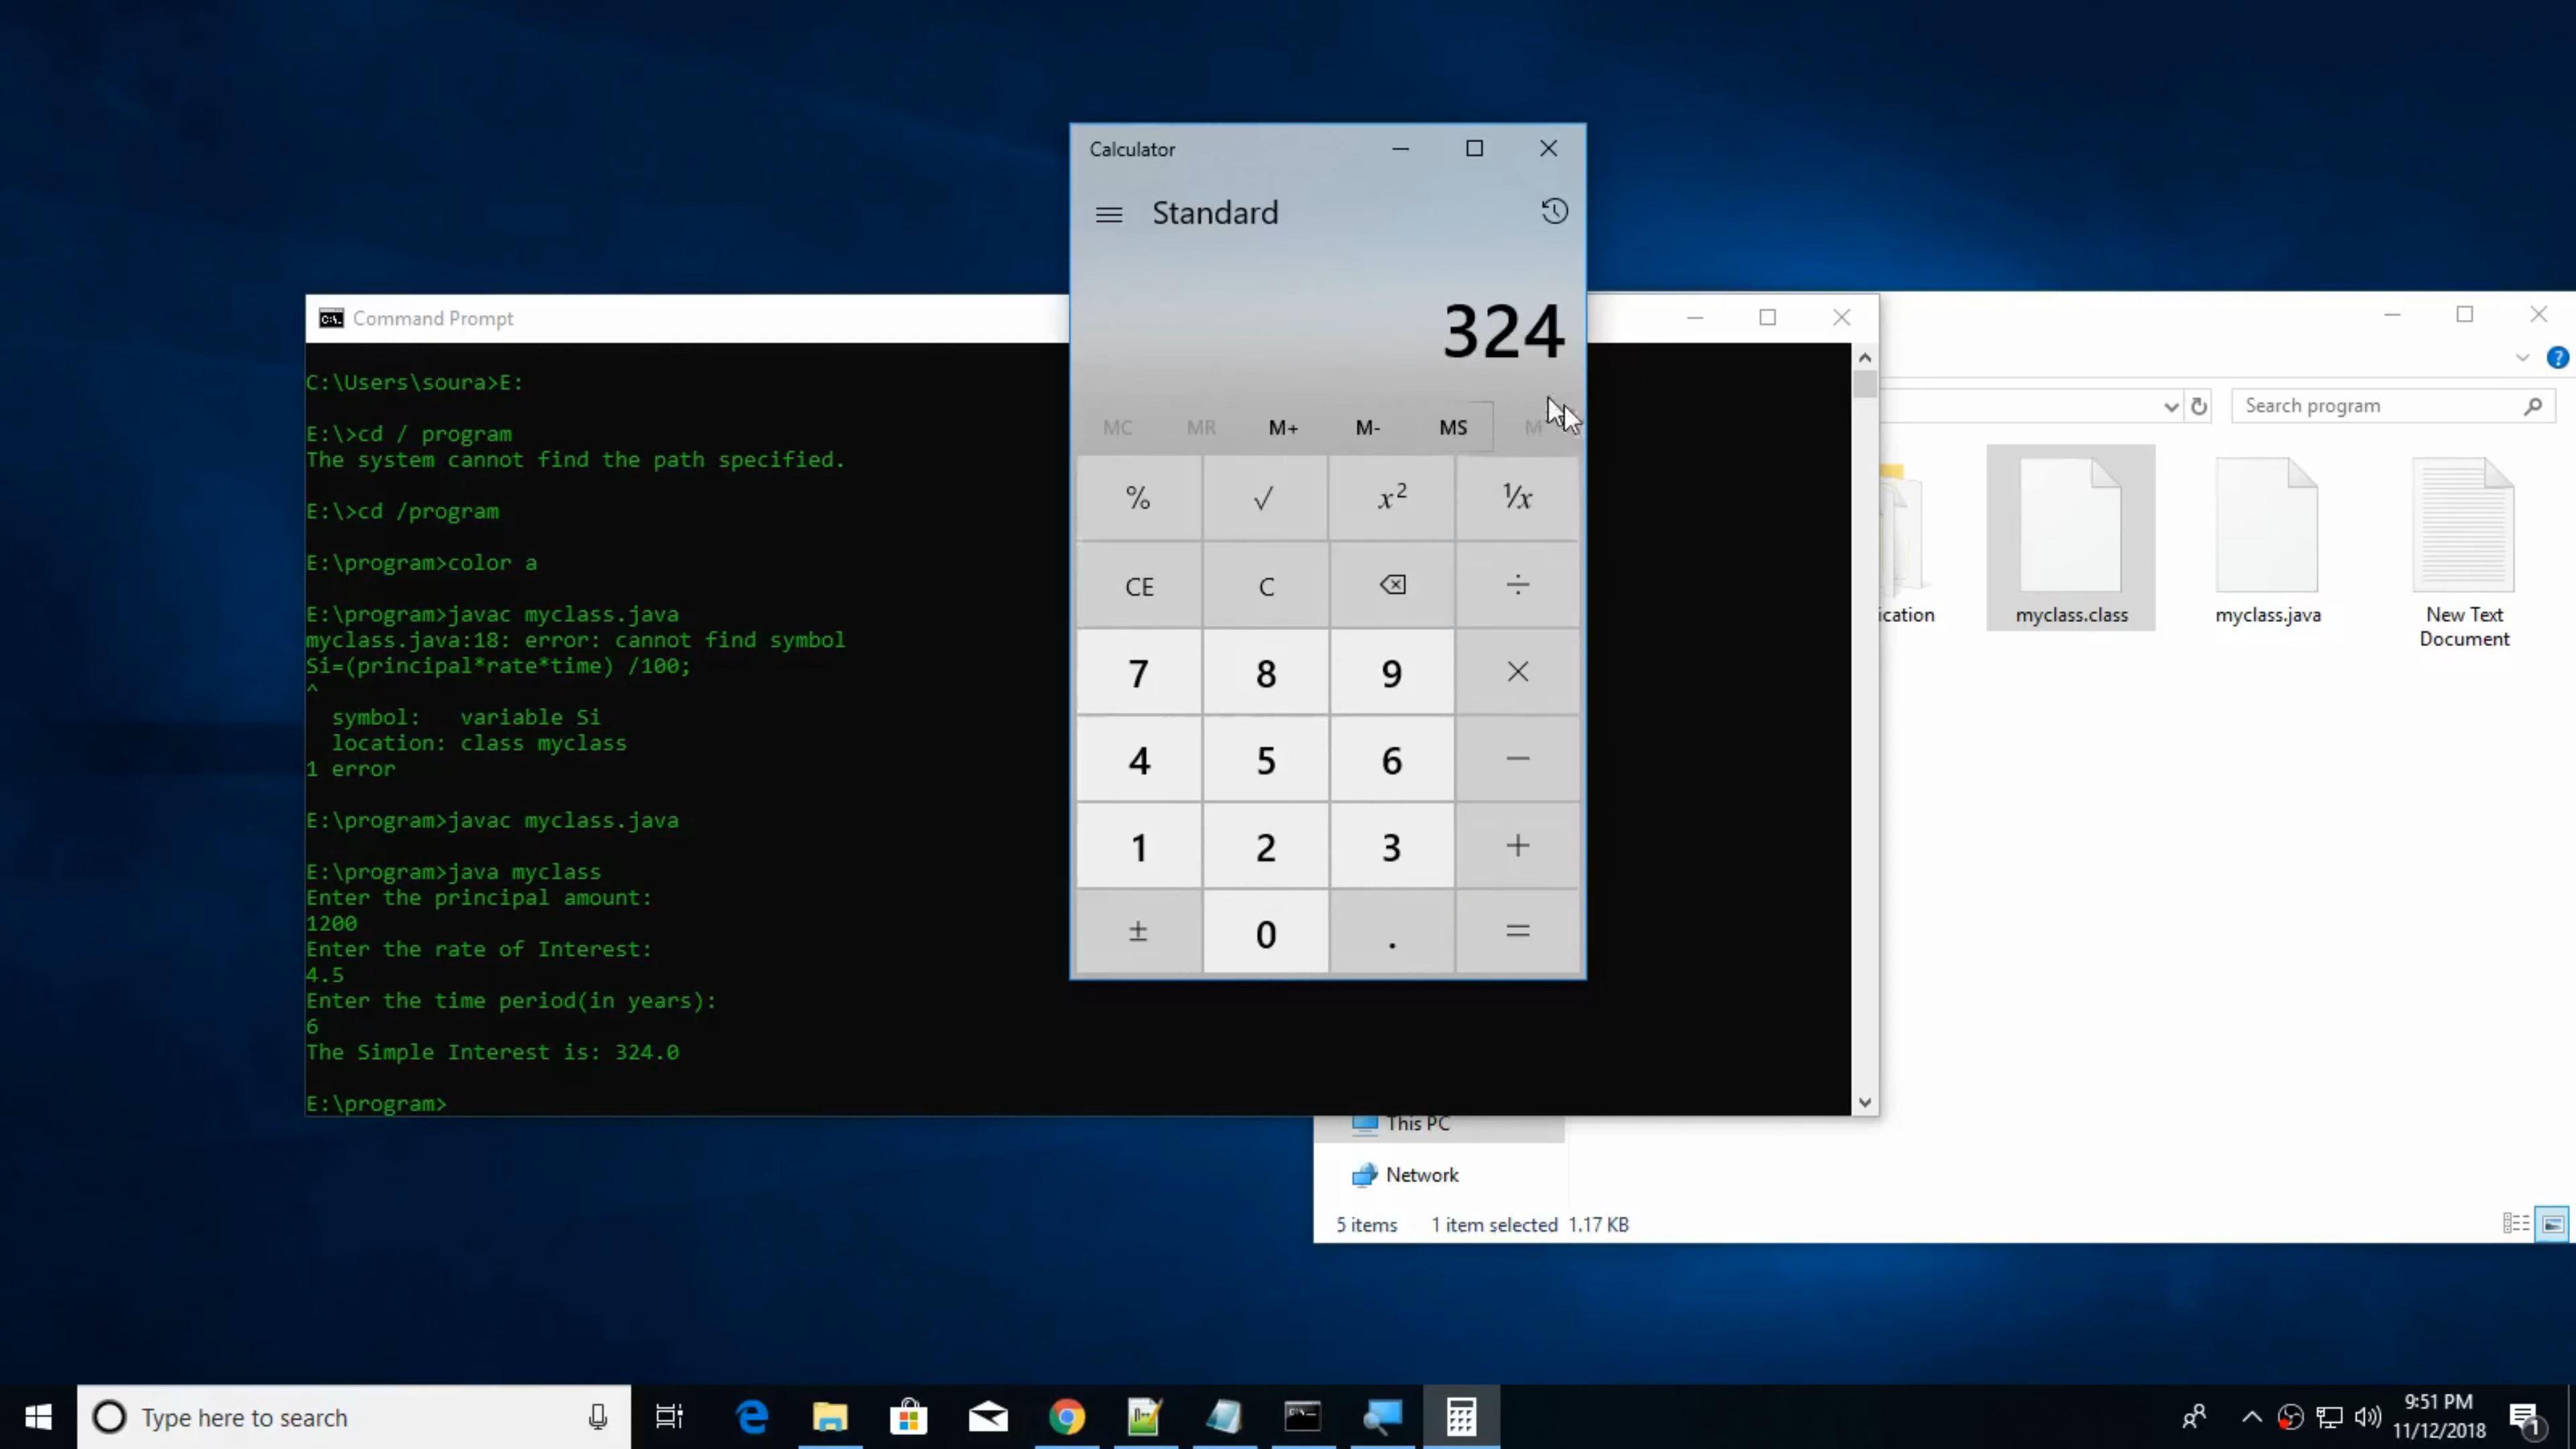 Calculator
Standard
324
MC MR M+ M- MS M
% √ x² ¹/x
CE C ÷
7 8 9 ×
4 5 6 −
1 2 3 +
± 0 . =
Command Prompt
C:\Users\soura>E:
E:\>cd / program
The system cannot find the path specified.
E:\>cd /program
E:\program>color a
E:\program>javac myclass.java
myclass.java:18: error: cannot find symbol
Si=(principal*rate*time) /100;
^
symbol:   variable Si
location: class myclass
1 error
E:\program>javac myclass.java
E:\program>java myclass
Enter the principal amount:
1200
Enter the rate of Interest:
4.5
Enter the time period(in years):
6
The Simple Interest is: 324.0
E:\program>
Search program
ication
myclass.class
myclass.java
New Text
Document
This PC
Network
5 items 1 item selected 1.17 KB
Type here to search
9:51 PM
11/12/2018
1